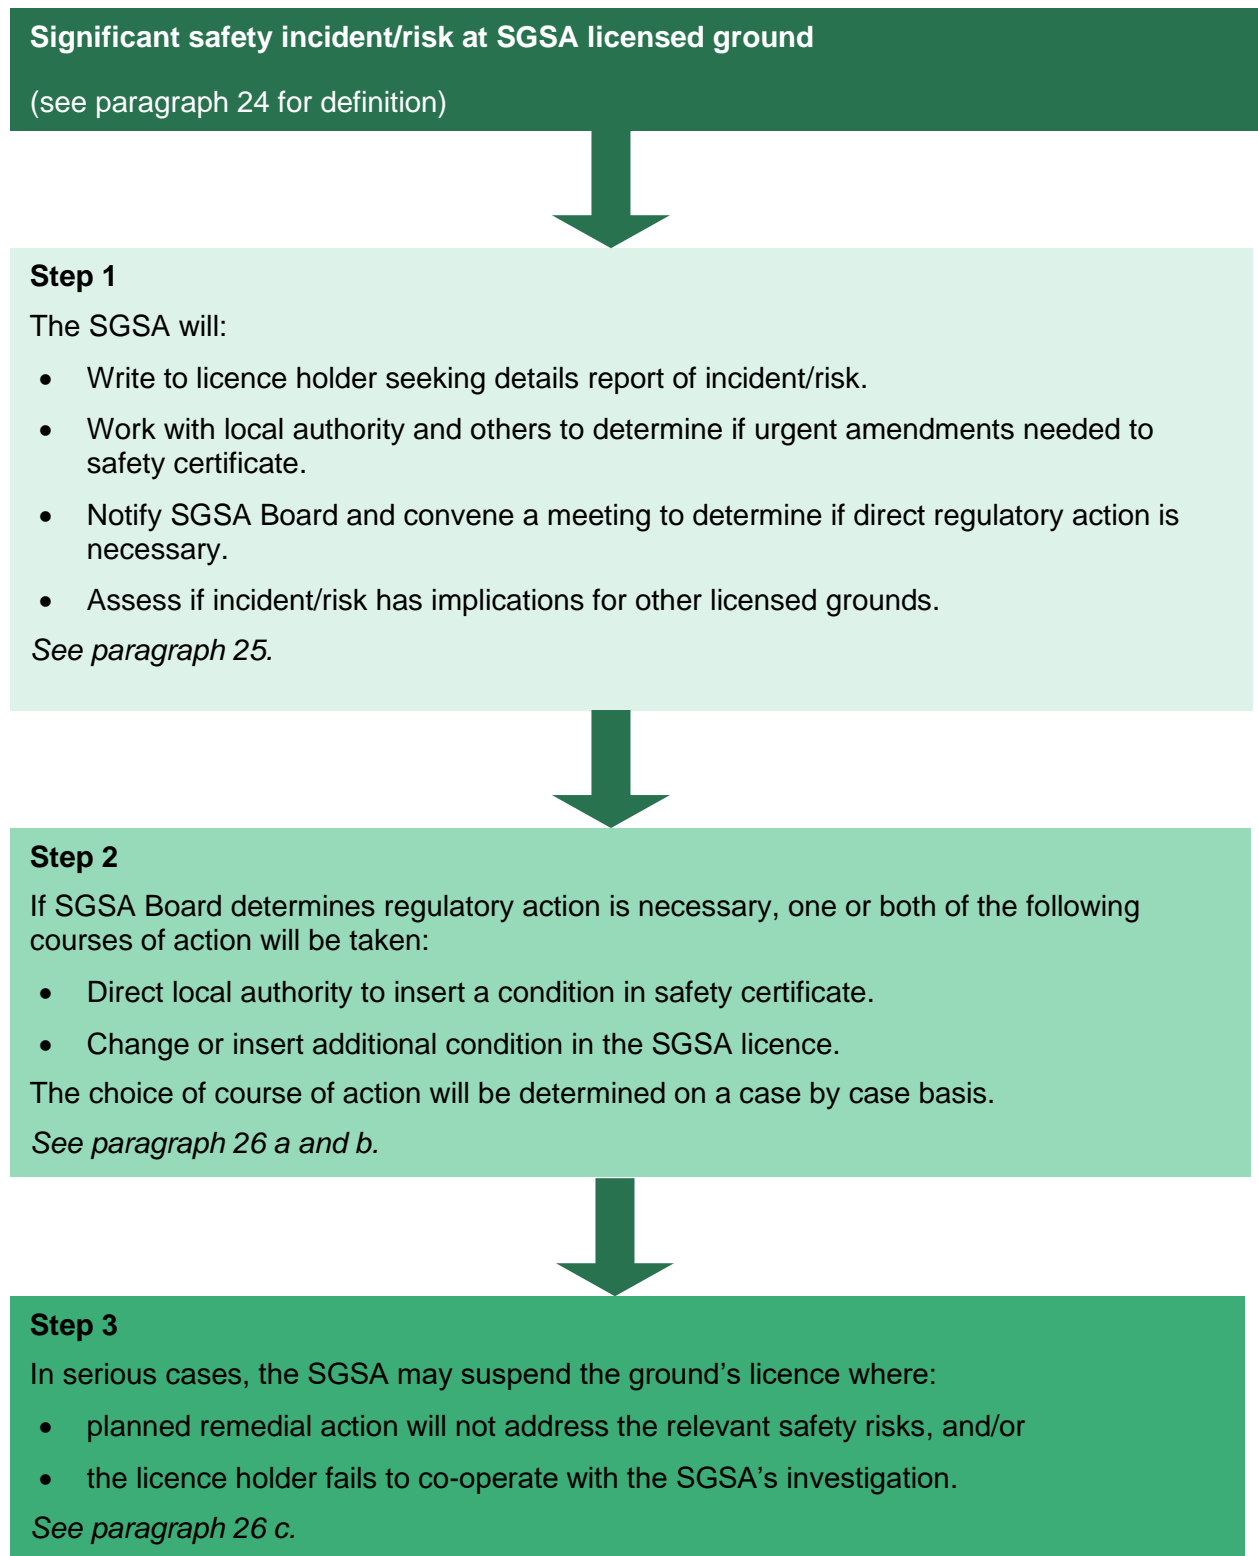 Significant safety incident/risk at SGSA licensed ground
(see paragraph 24 for definition)
Step 1
The SGSA will:
• Write to licence holder seeking details report of incident/risk.
• Work with local authority and others to determine if urgent amendments needed to
safety certificate.
• Notify SGSA Board and convene a meeting to determine if direct regulatory action is
necessary.
• Assess if incident/risk has implications for other licensed grounds.
See paragraph 25.
Step 2
If SGSA Board determines regulatory action is necessary, one or both of the following
courses of action will be taken:
• Direct local authority to insert a condition in safety certificate.
• Change or insert additional condition in the SGSA licence.
The choice of course of action will be determined on a case by case basis.
See paragraph 26 a and b.
Step 3
In serious cases, the SGSA may suspend the ground’s licence where:
• planned remedial action will not address the relevant safety risks, and/or
• the licence holder fails to co-operate with the SGSA’s investigation.
See paragraph 26 c.